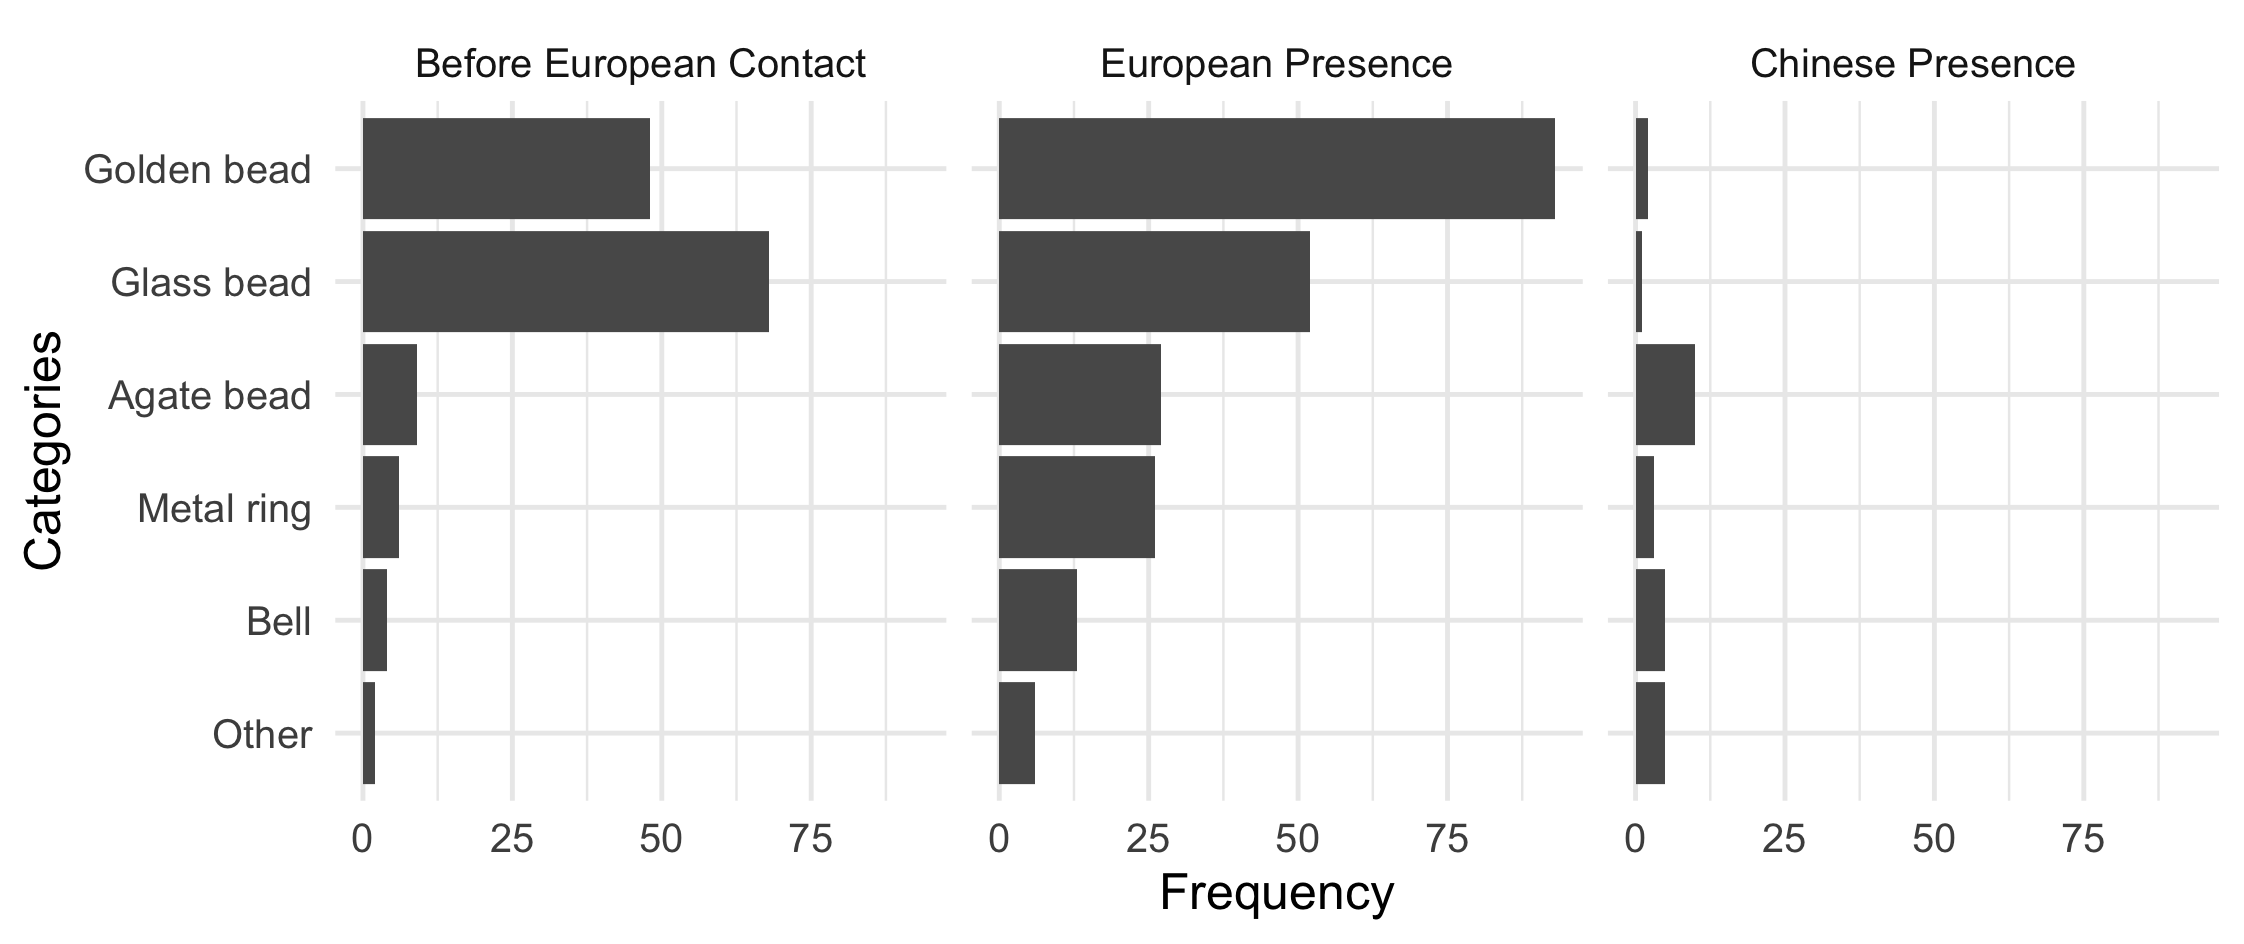 Before European Contact
European Presence
Chinese Presence
Categories
Golden bead
Glass bead
Agate bead
Metal ring
Bell
Other
0 25 50 75
0 25 50 75
0 25 50 75
Frequency